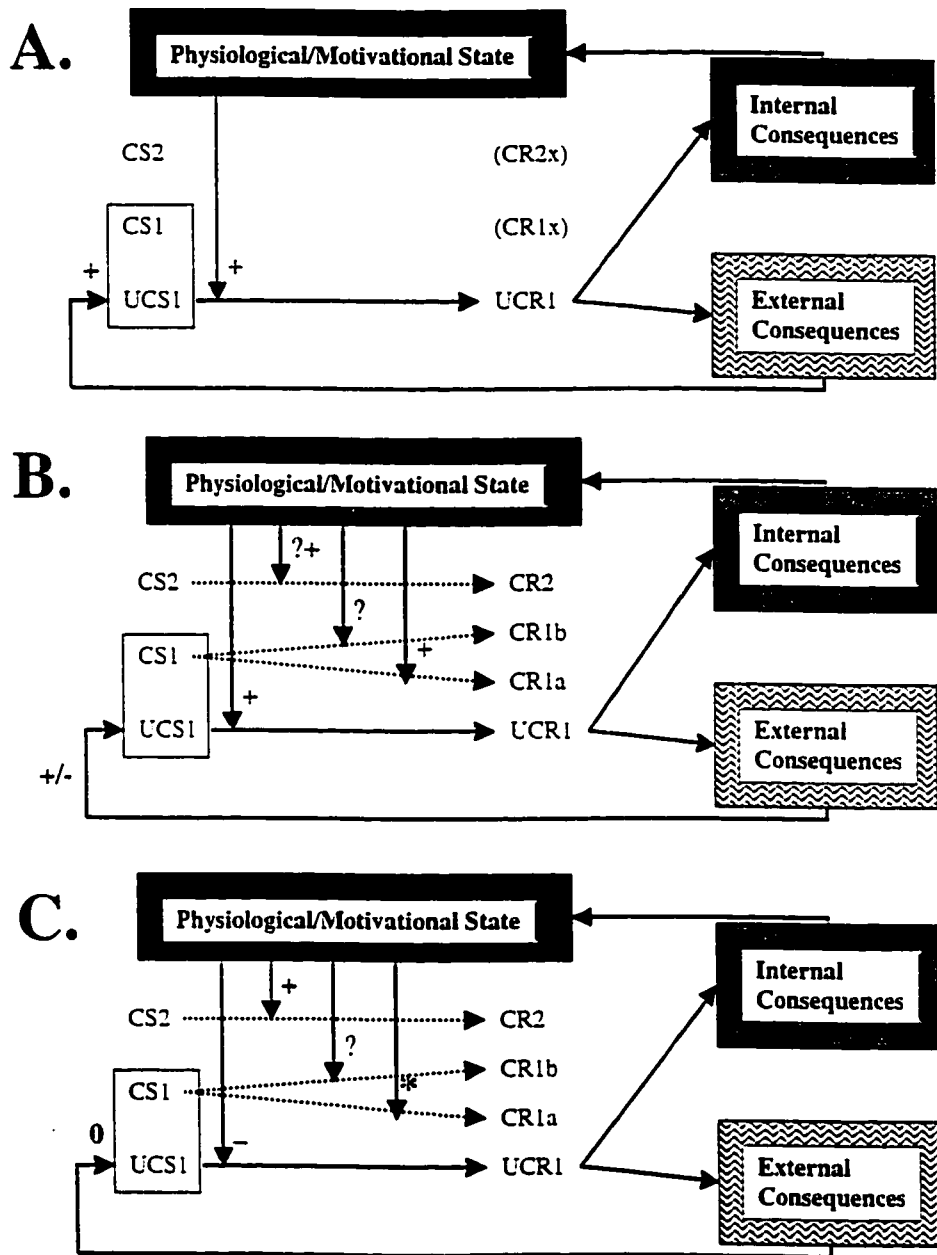 A.
Physiological/Motivational State
Internal
Consequences
CS2
(CR2x)
CS1
(CR1x)
+
+
UCS1
UCR1
External
Consequences
B.
Physiological/Motivational State
Internal
Consequences
?+
CS2
CR2
?
CR1b
CS1
+
CR1a
+
UCS1
UCR1
+/-
External
Consequences
C.
Physiological/Motivational State
Internal
Consequences
+
CS2
CR2
?
CR1b
CS1
*
CR1a
0
-
UCS1
UCR1
External
Consequences